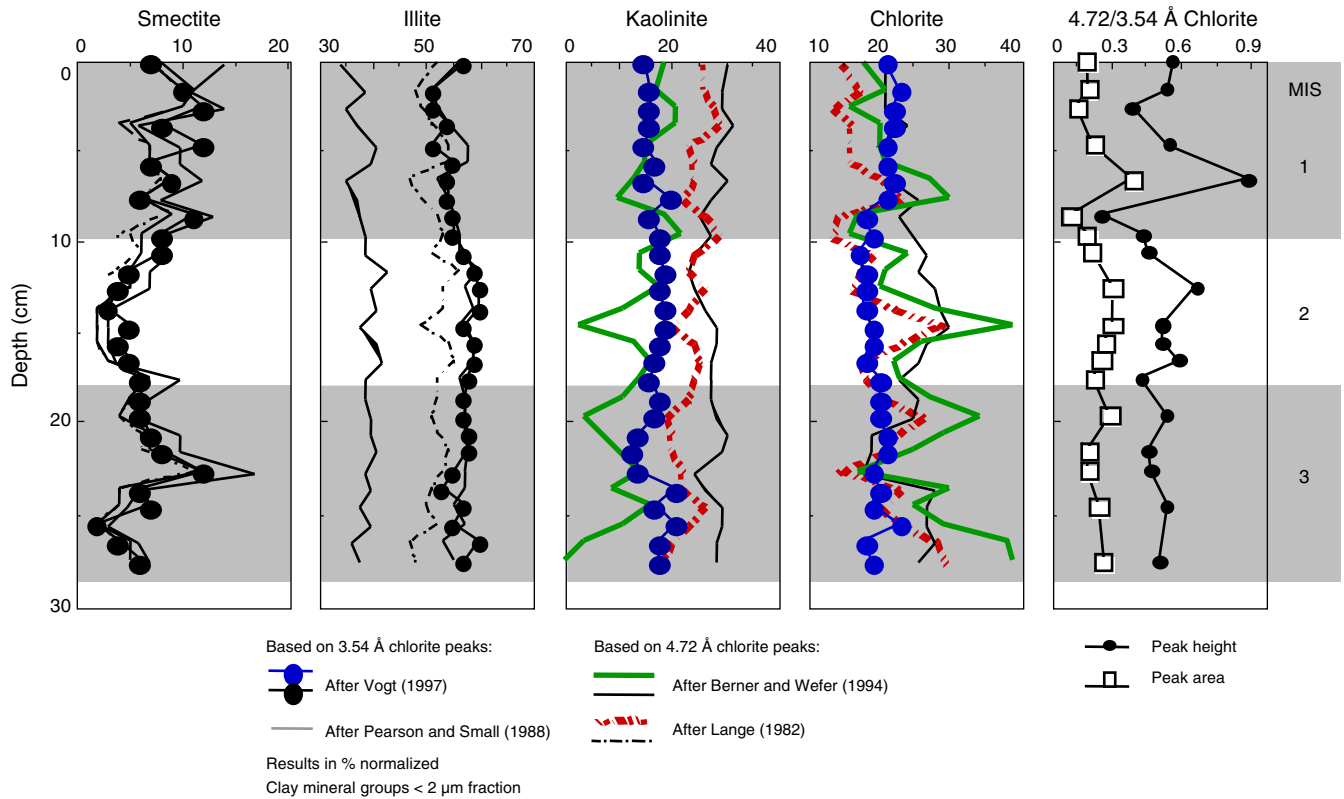 Smectite Illite Kaolinite Chlorite 4.72/3.54 Å Chlorite
0 10 20 30 50 70 0 20 40 10 20 30 40 0 0.3 0.6 0.9
0
MIS
1
10
2
Depth (cm)
20
3
30
Based on 3.54 Å chlorite peaks: Based on 4.72 Å chlorite peaks: Peak height
After Vogt (1997) After Berner and Wefer (1994) Peak area
After Pearson and Small (1988) After Lange (1982)
Results in % normalized
Clay mineral groups < 2 µm fraction